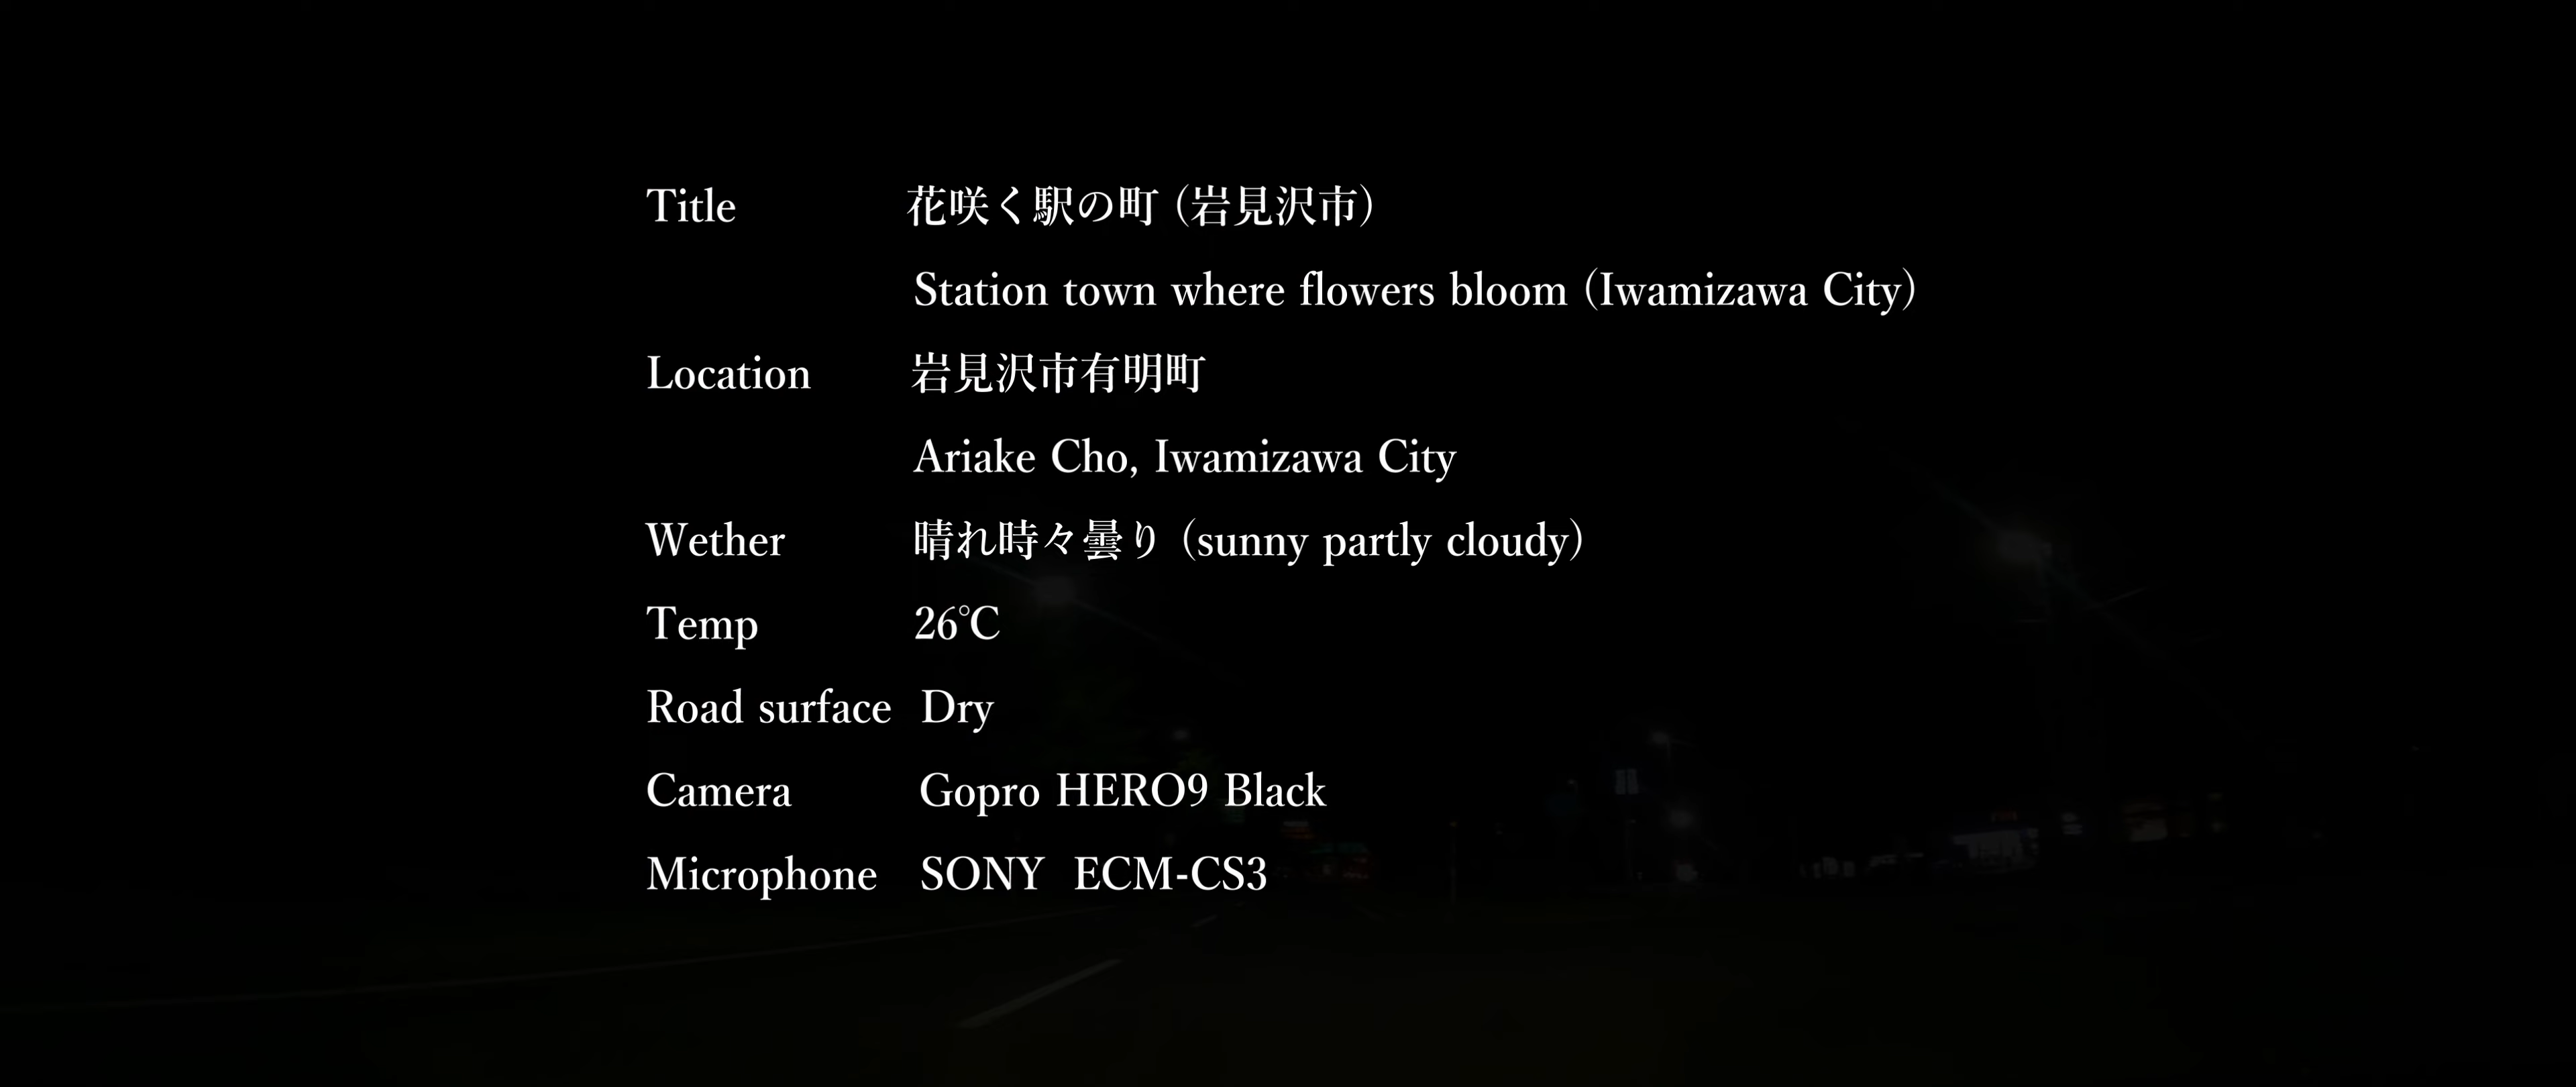 Title 花咲く駅の町 (岩見沢市)
Station town where flowers bloom (Iwamizawa City)
Location 岩見沢市有明町
Ariake Cho, Iwamizawa City
Wether 晴れ時々曇り (sunny partly cloudy)
Temp 26℃
Road surface Dry
Camera Gopro HERO9 Black
Microphone SONY ECM-CS3